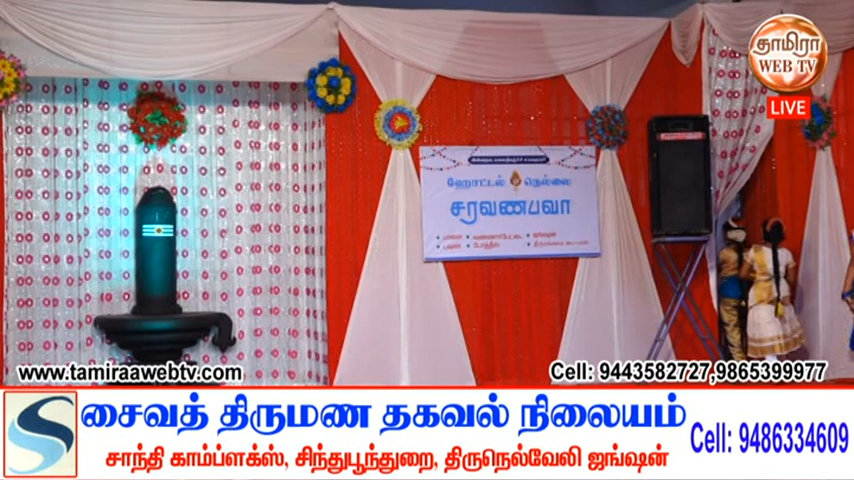 தாமிரா
WEB TV
LIVE
ஹோட்டல் நெல்லை
சரவணபவா
www.tamiraawebtv.com
Cell: 9443582727,9865399977
சைவத் திருமண தகவல் நிலையம்
சாந்தி காம்ப்ளக்ஸ், சிந்துபூந்துறை, திருநெல்வேலி ஜங்ஷன்
Cell: 9486334609